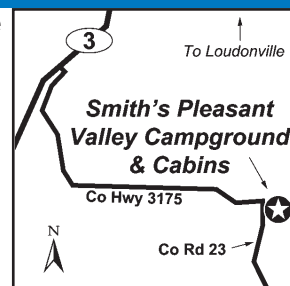 3
To Loudonville
Smith's Pleasant
Valley Campground
& Cabins
Co Hwy 3175
N
Co Rd 23